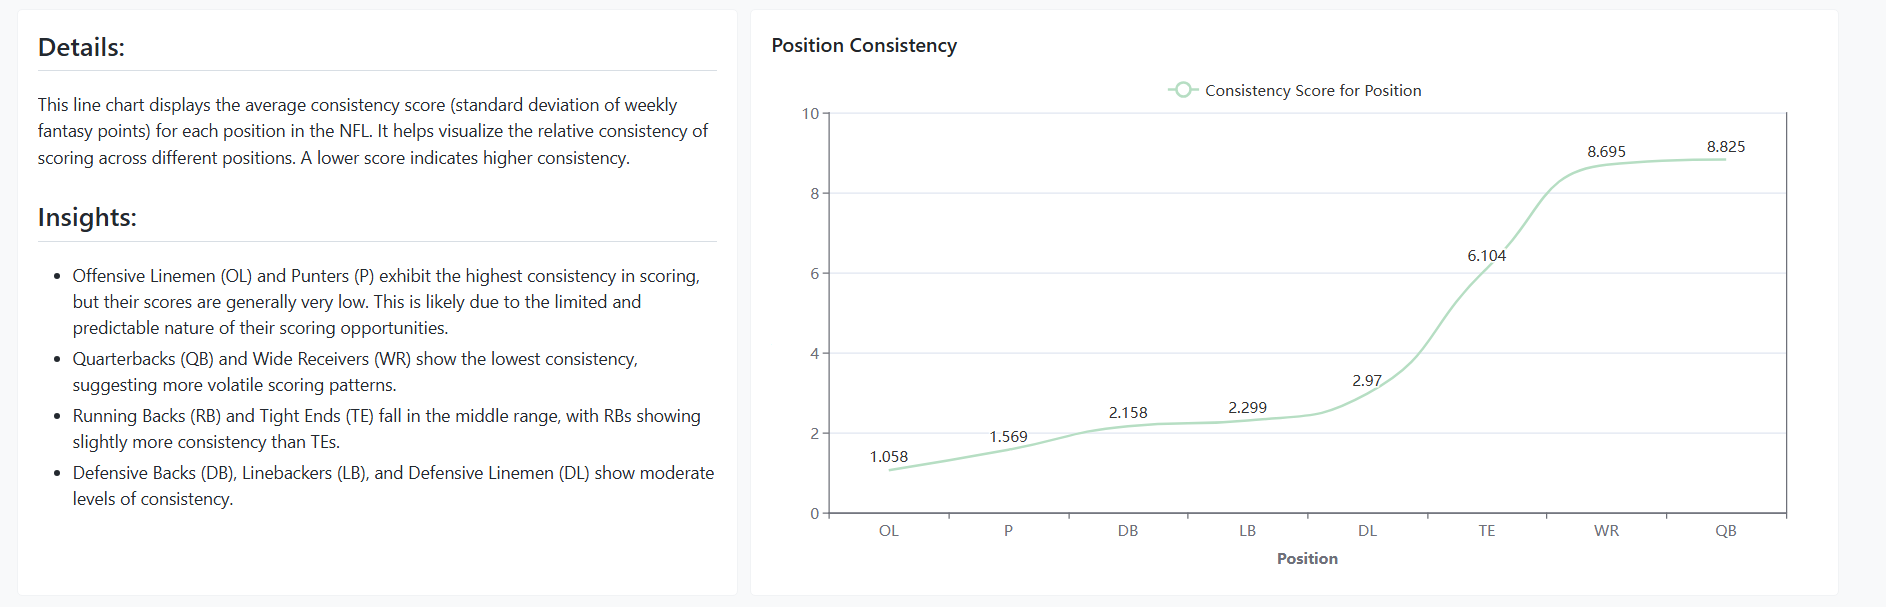 Details:
This line chart displays the average consistency score (standard deviation of weekly
fantasy points) for each position in the NFL. It helps visualize the relative consistency of
scoring across different positions. A lower score indicates higher consistency.
Insights:
Offensive Linemen (OL) and Punters (P) exhibit the highest consistency in scoring,
but their scores are generally very low. This is likely due to the limited and
predictable nature of their scoring opportunities.
Quarterbacks (QB) and Wide Receivers (WR) show the lowest consistency,
suggesting more volatile scoring patterns.
Running Backs (RB) and Tight Ends (TE) fall in the middle range, with RBs showing
slightly more consistency than TEs.
Defensive Backs (DB), Linebackers (LB), and Defensive Linemen (DL) show moderate
levels of consistency.
Position Consistency
Consistency Score for Position
10
8
6
4
2
0
1.058
1.569
2.158
2.299
2.97
6.104
8.695
8.825
OL
P
DB
LB
DL
TE
WR
QB
Position